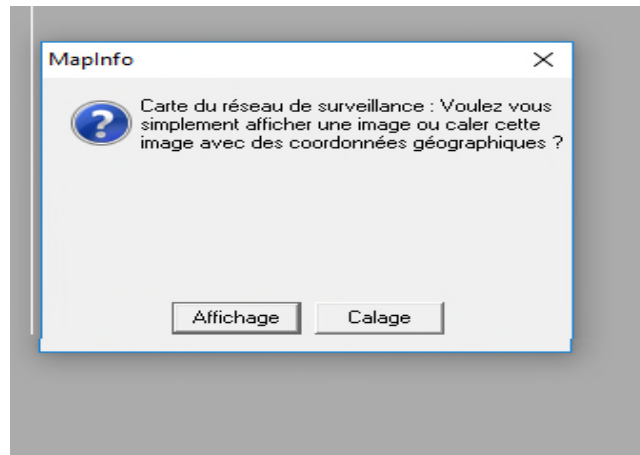 MapInfo
Carte du réseau de surveillance : Voulez vous
simplement afficher une image ou caler cette
image avec des coordonnées géographiques ?
Affichage Calage